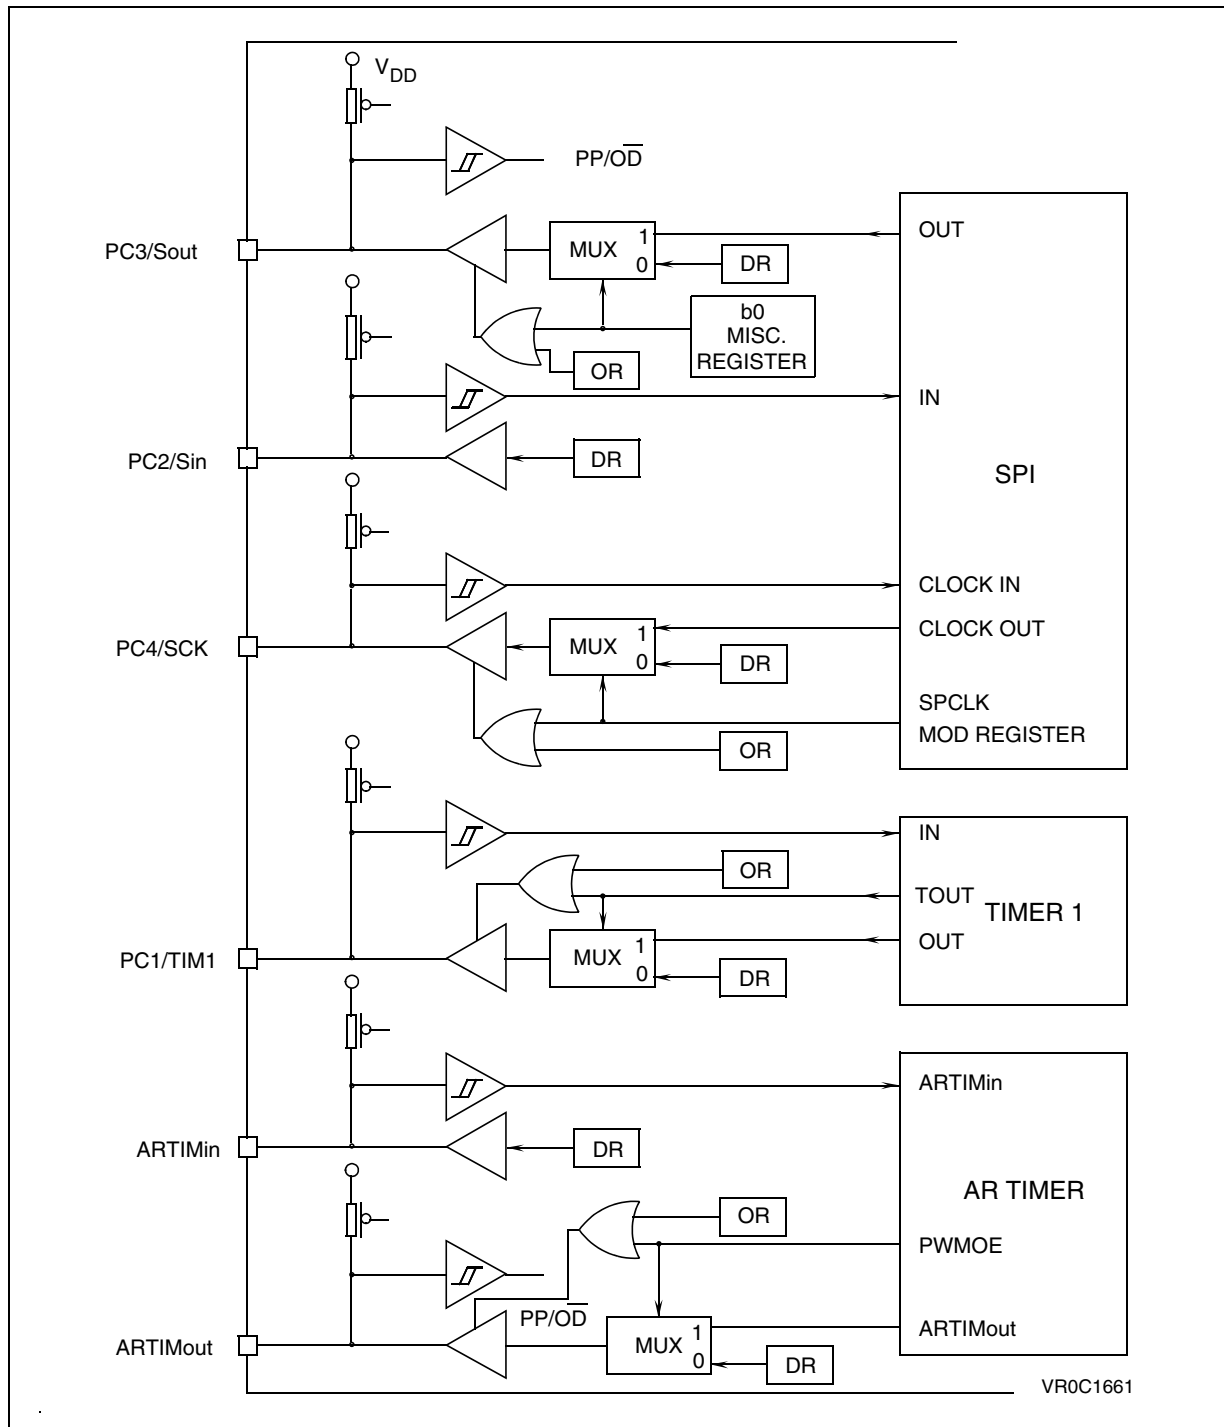 VDD
PP/OD
PC3/Sout
MUX
1
0
DR
OUT
b0
MISC.
REGISTER
OR
IN
PC2/Sin
DR
SPI
CLOCK IN
CLOCK OUT
PC4/SCK
MUX
1
0
DR
SPCLK
MOD REGISTER
OR
IN
OR
TOUT
TIMER 1
PC1/TIM1
MUX
1
0
OUT
DR
ARTIMin
ARTIMin
DR
AR TIMER
OR
PWMOE
PP/OD
ARTIMout
MUX
1
0
ARTIMout
DR
VR0C1661